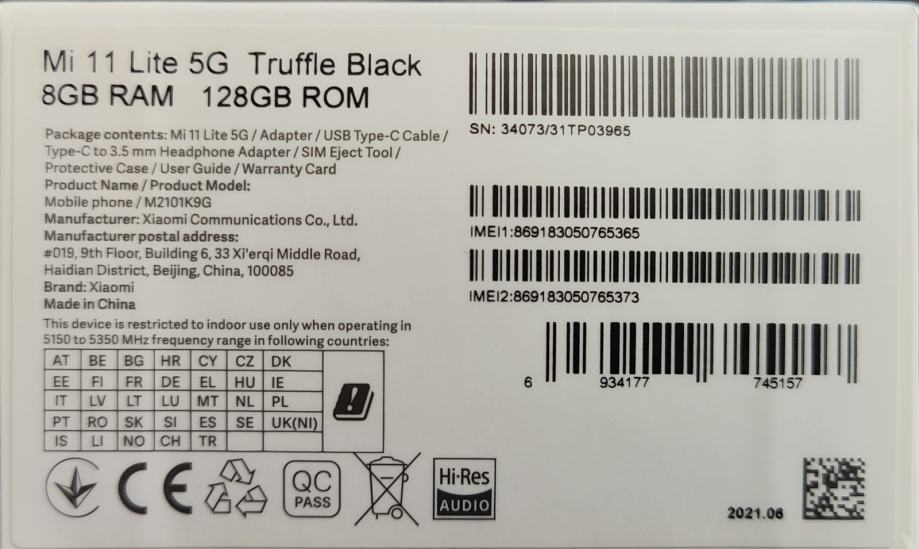 Mi 11 Lite 5G Truffle Black
8GB RAM 128GB ROM
Package contents: Mi 11 Lite 5G / Adapter / USB Type-C Cable /
Type-C to 3.5 mm Headphone Adapter / SIM Eject Tool /
Protective Case / User Guide / Warranty Card
Product Name / Product Model:
Mobile phone / M2101K9G
Manufacturer: Xiaomi Communications Co., Ltd.
Manufacturer postal address:
#019, 9th Floor, Building 6, 33 Xi'erqi Middle Road,
Haidian District, Beijing, China, 100085
Brand: Xiaomi
Made in China
This device is restricted to indoor use only when operating in
5150 to 5350 MHz frequency range in following countries:
AT BE BG HR CY CZ DK
EE FI FR DE EL HU IE
IT LV LT LU MT NL PL
PT RO SK SI ES SE UK(NI)
IS LI NO CH TR
SN: 34073/31TP03965
IMEI1:869183050765365
IMEI2:869183050765373
6 934177 745157
CE
QC
PASS
Hi-Res
AUDIO
2021.06